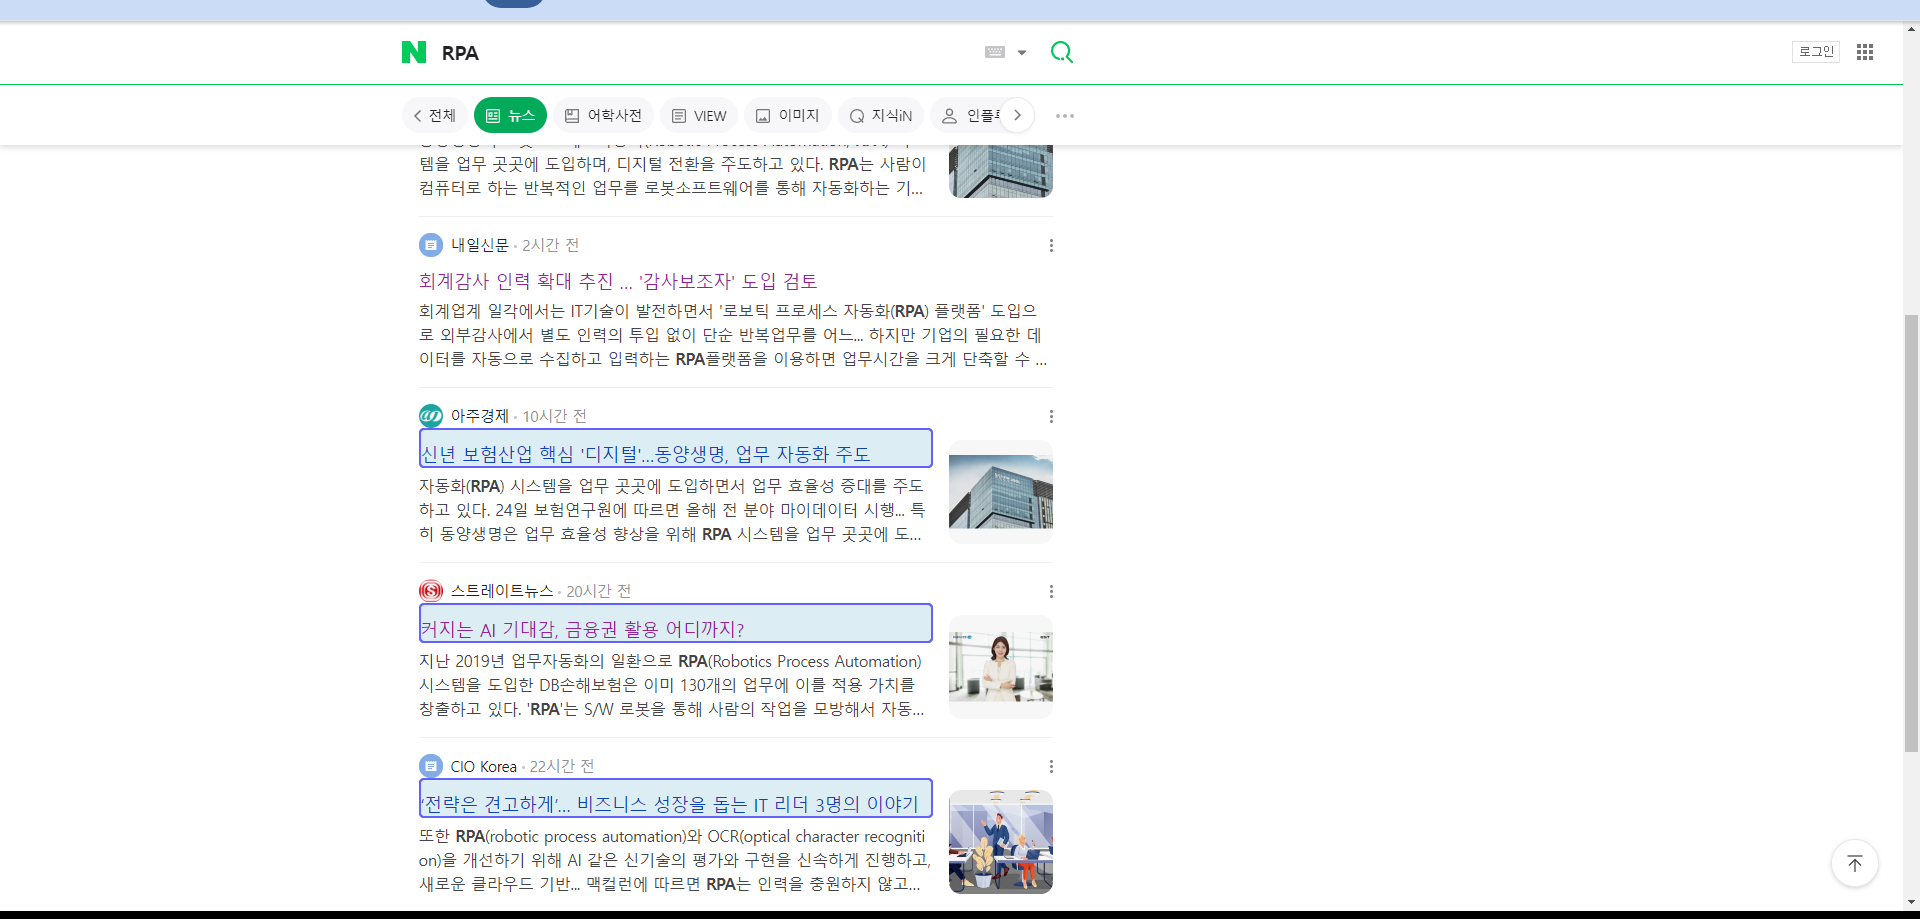 RPA
로그인
전체
뉴스
어학사전
VIEW
이미지
지식iN
인플루
템을 업무 곳곳에 도입하며, 디지털 전환을 주도하고 있다. RPA는 사람이
컴퓨터로 하는 반복적인 업무를 로봇소프트웨어를 통해 자동화하는 기...
내일신문 · 2시간 전
회계감사 인력 확대 추진 ... '감사보조자' 도입 검토
회계업계 일각에서는 IT기술이 발전하면서 '로보틱 프로세스 자동화(RPA) 플랫폼' 도입으
로 외부감사에서 별도 인력의 투입 없이 단순 반복업무를 어느... 하지만 기업의 필요한 데
이터를 자동으로 수집하고 입력하는 RPA플랫폼을 이용하면 업무시간을 크게 단축할 수 ...
아주경제 · 10시간 전
신년 보험산업 핵심 '디지털'...동양생명, 업무 자동화 주도
자동화(RPA) 시스템을 업무 곳곳에 도입하면서 업무 효율성 증대를 주도
하고 있다. 24일 보험연구원에 따르면 올해 전 분야 마이데이터 시행... 특
히 동양생명은 업무 효율성 향상을 위해 RPA 시스템을 업무 곳곳에 도...
스트레이트뉴스 · 20시간 전
커지는 AI 기대감, 금융권 활용 어디까지?
지난 2019년 업무자동화의 일환으로 RPA(Robotics Process Automation)
시스템을 도입한 DB손해보험은 이미 130개의 업무에 이를 적용 가치를
창출하고 있다. 'RPA'는 S/W 로봇을 통해 사람의 작업을 모방해서 자동...
CIO Korea · 22시간 전
‘전략은 견고하게’... 비즈니스 성장을 돕는 IT 리더 3명의 이야기
또한 RPA(robotic process automation)와 OCR(optical character recogniti
on)을 개선하기 위해 AI 같은 신기술의 평가와 구현을 신속하게 진행하고,
새로운 클라우드 기반... 맥컬런에 따르면 RPA는 인력을 충원하지 않고...